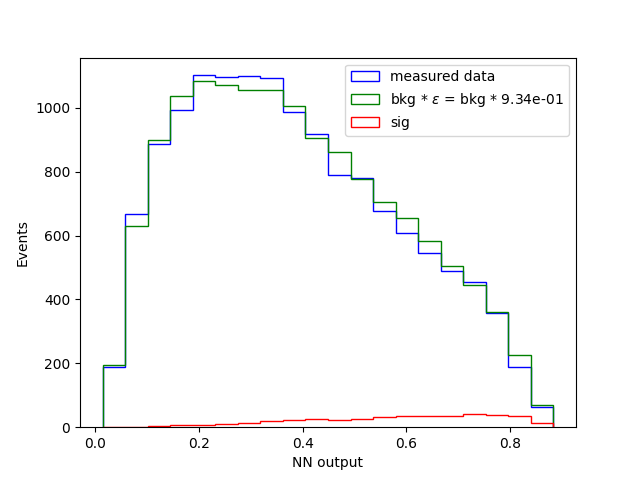 measured data
bkg * ε = bkg * 9.34e-01
sig
1000
800
600
400
200
0
Events
0.0 0.2 0.4 0.6 0.8
NN output